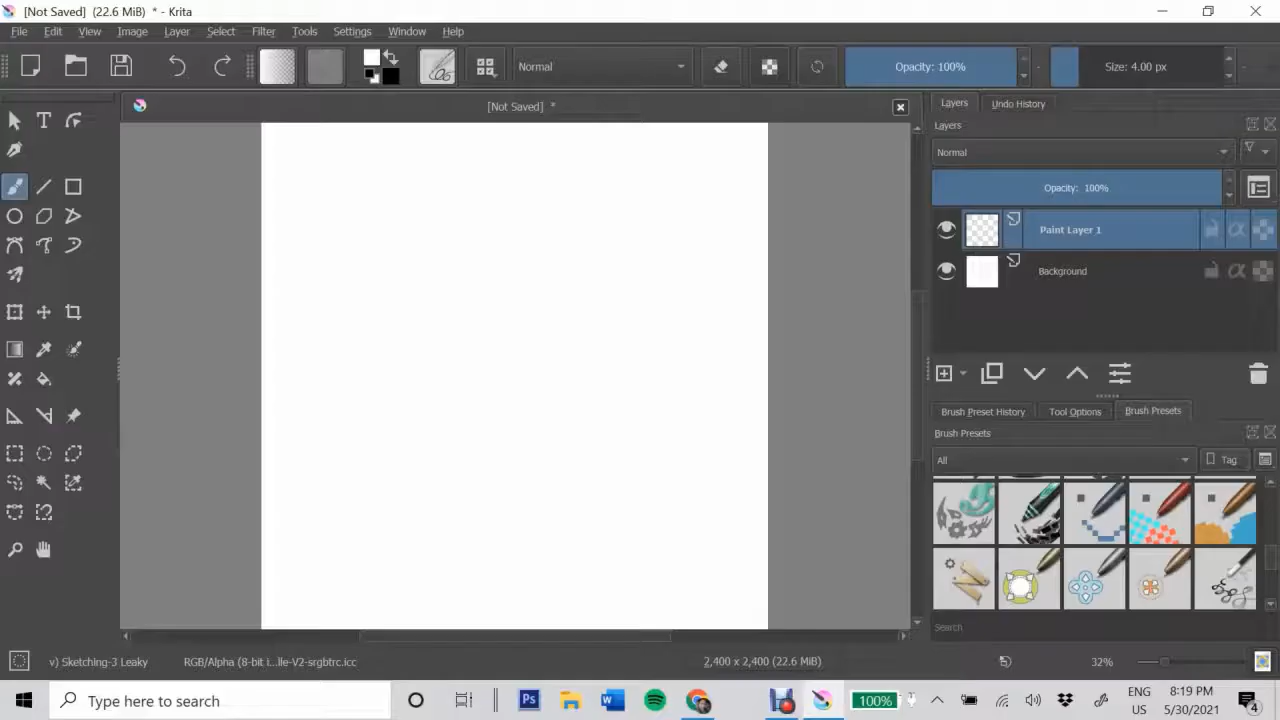 [Not Saved] (22.6 MiB) * - Krita
File Edit View Image Layer Select Filter Tools Settings Window Help
Normal Opacity: 100% Size: 4.00 px
[Not Saved] *
Layers Undo History
Layers
Normal
Opacity: 100%
Paint Layer 1
Background
Brush Preset History Tool Options Brush Presets
Brush Presets
All Tag
Search
v) Sketching-3 Leaky RGB/Alpha (8-bit i...lle-V2-srgbtrc.icc 2,400 x 2,400 (22.6 MiB) 32%
Type here to search Ps W 100% ENG 8:19 PM
US 5/30/2021 4